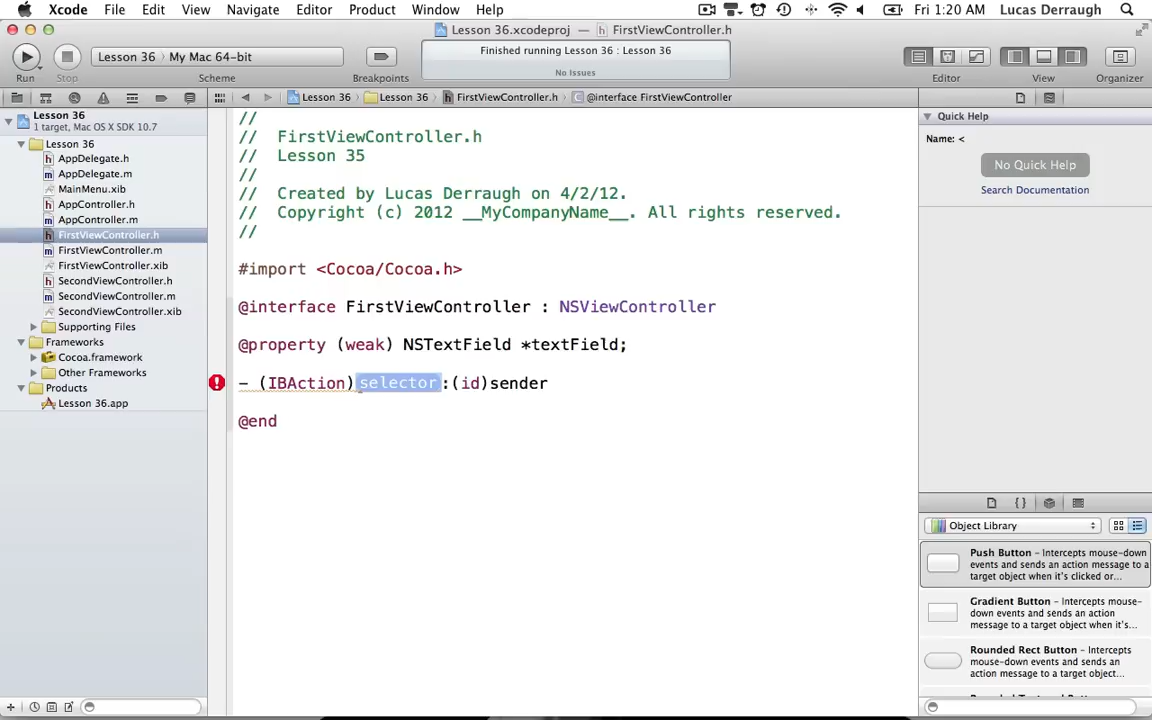 Xcode File Edit View Navigate Editor Product Window Help Fri 1:20 AM Lucas Derraugh
Lesson 36.xcodeproj — FirstViewController.h
Run Stop
Lesson 36 › My Mac 64-bit
Scheme
Breakpoints
Finished running Lesson 36 : Lesson 36
No Issues
Editor View Organizer
Lesson 36
1 target, Mac OS X SDK 10.7
Lesson 36
AppDelegate.h
AppDelegate.m
MainMenu.xib
AppController.h
AppController.m
FirstViewController.h
FirstViewController.m
FirstViewController.xib
SecondViewController.h
SecondViewController.m
SecondViewController.xib
Supporting Files
Frameworks
Cocoa.framework
Other Frameworks
Products
Lesson 36.app
Lesson 36 Lesson 36 FirstViewController.h @interface FirstViewController
//
// FirstViewController.h
// Lesson 35
//
// Created by Lucas Derraugh on 4/2/12.
// Copyright (c) 2012 __MyCompanyName__. All rights reserved.
//
#import <Cocoa/Cocoa.h>
@interface FirstViewController : NSViewController
@property (weak) NSTextField *textField;
- (IBAction)selector:(id)sender
@end
Quick Help
Name: <
No Quick Help
Search Documentation
{ }
Object Library
Push Button – Intercepts mouse-down
events and sends an action message to a
target object when it's clicked or...
Gradient Button – Intercepts mouse-
down events and sends an action
message to a target object when it's...
Rounded Rect Button – Intercepts
mouse-down events and sends an
action message to a target object...